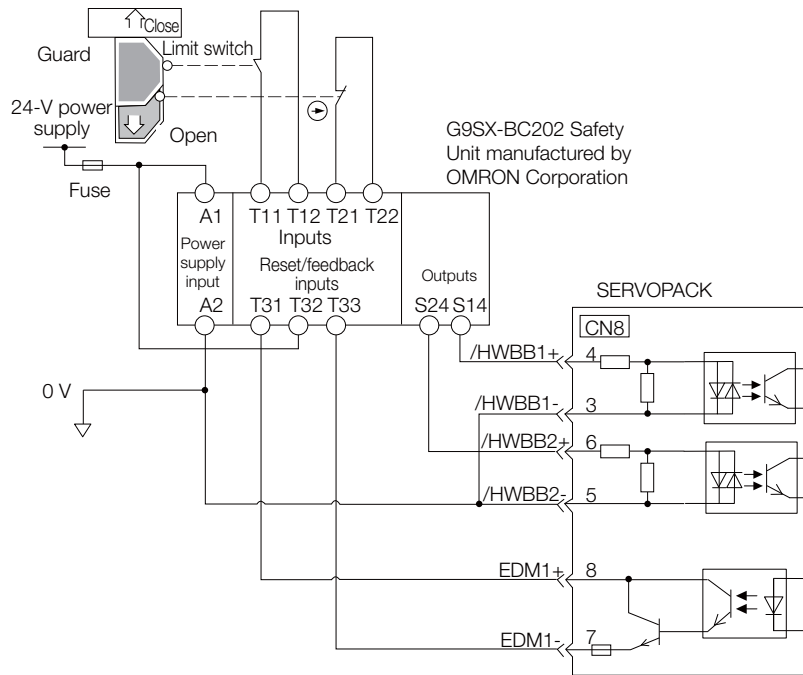 Close
Guard
Limit switch
24-V power
supply
Open
Fuse
G9SX-BC202 Safety
Unit manufactured by
OMRON Corporation
A1 T11 T12 T21 T22
Inputs
Power
supply
input
Reset/feedback
inputs
Outputs
A2 T31 T32 T33 S24 S14
SERVOPACK
CN8
/HWBB1+ 4
0 V
/HWBB1- 3
/HWBB2+ 6
/HWBB2- 5
EDM1+ 8
EDM1- 7